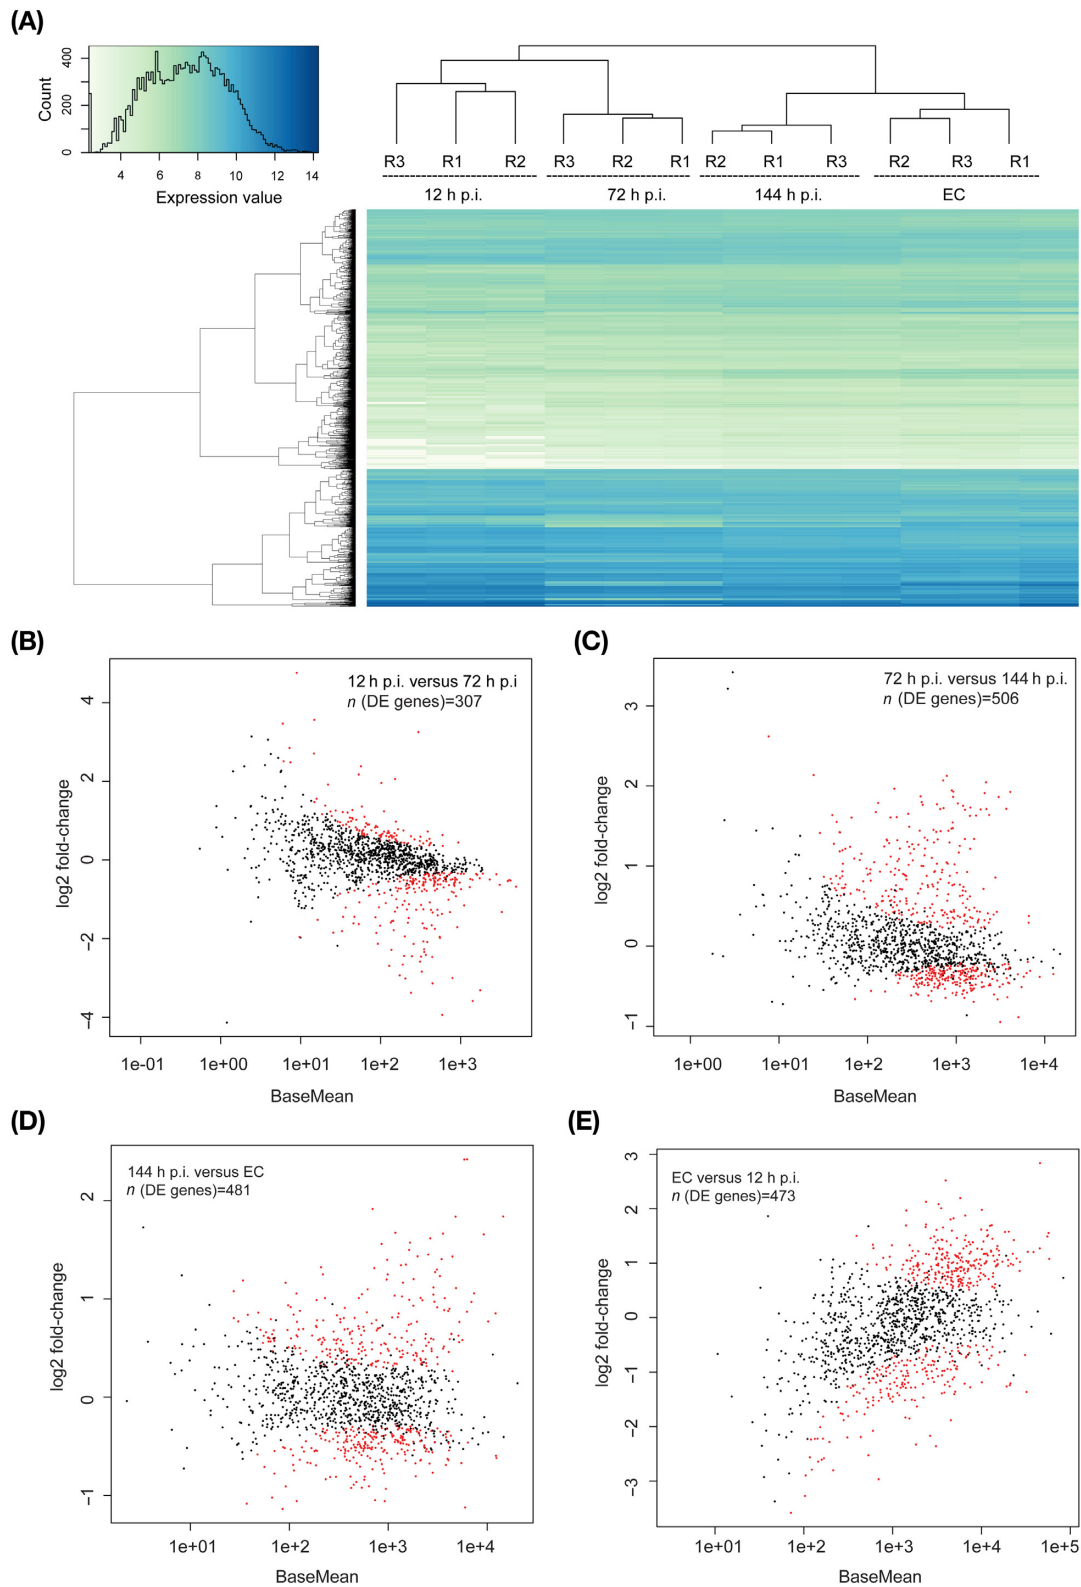 (A)
400
200
0
Count
4 6 8 10 12 14
Expression value
R3 R1 R2 R3 R2 R1 R2 R1 R3 R2 R3 R1
12 h p.i. 72 h p.i. 144 h p.i. EC
(B)
12 h p.i. versus 72 h p.i
n (DE genes)=307
4
2
0
-2
-4
log2 fold-change
1e-01 1e+00 1e+01 1e+2 1e+3
BaseMean
(C)
72 h p.i. versus 144 h p.i.
n (DE genes)=506
3
2
1
0
-1
log2 fold-change
1e+00 1e+01 1e+2 1e+3 1e+4
BaseMean
(D)
144 h p.i. versus EC
n (DE genes)=481
2
1
0
-1
log2 fold-change
1e+01 1e+2 1e+3 1e+4
BaseMean
(E)
EC versus 12 h p.i.
n (DE genes)=473
3
2
1
0
-1
-2
-3
log2 fold-change
1e+01 1e+2 1e+3 1e+4 1e+5
BaseMean